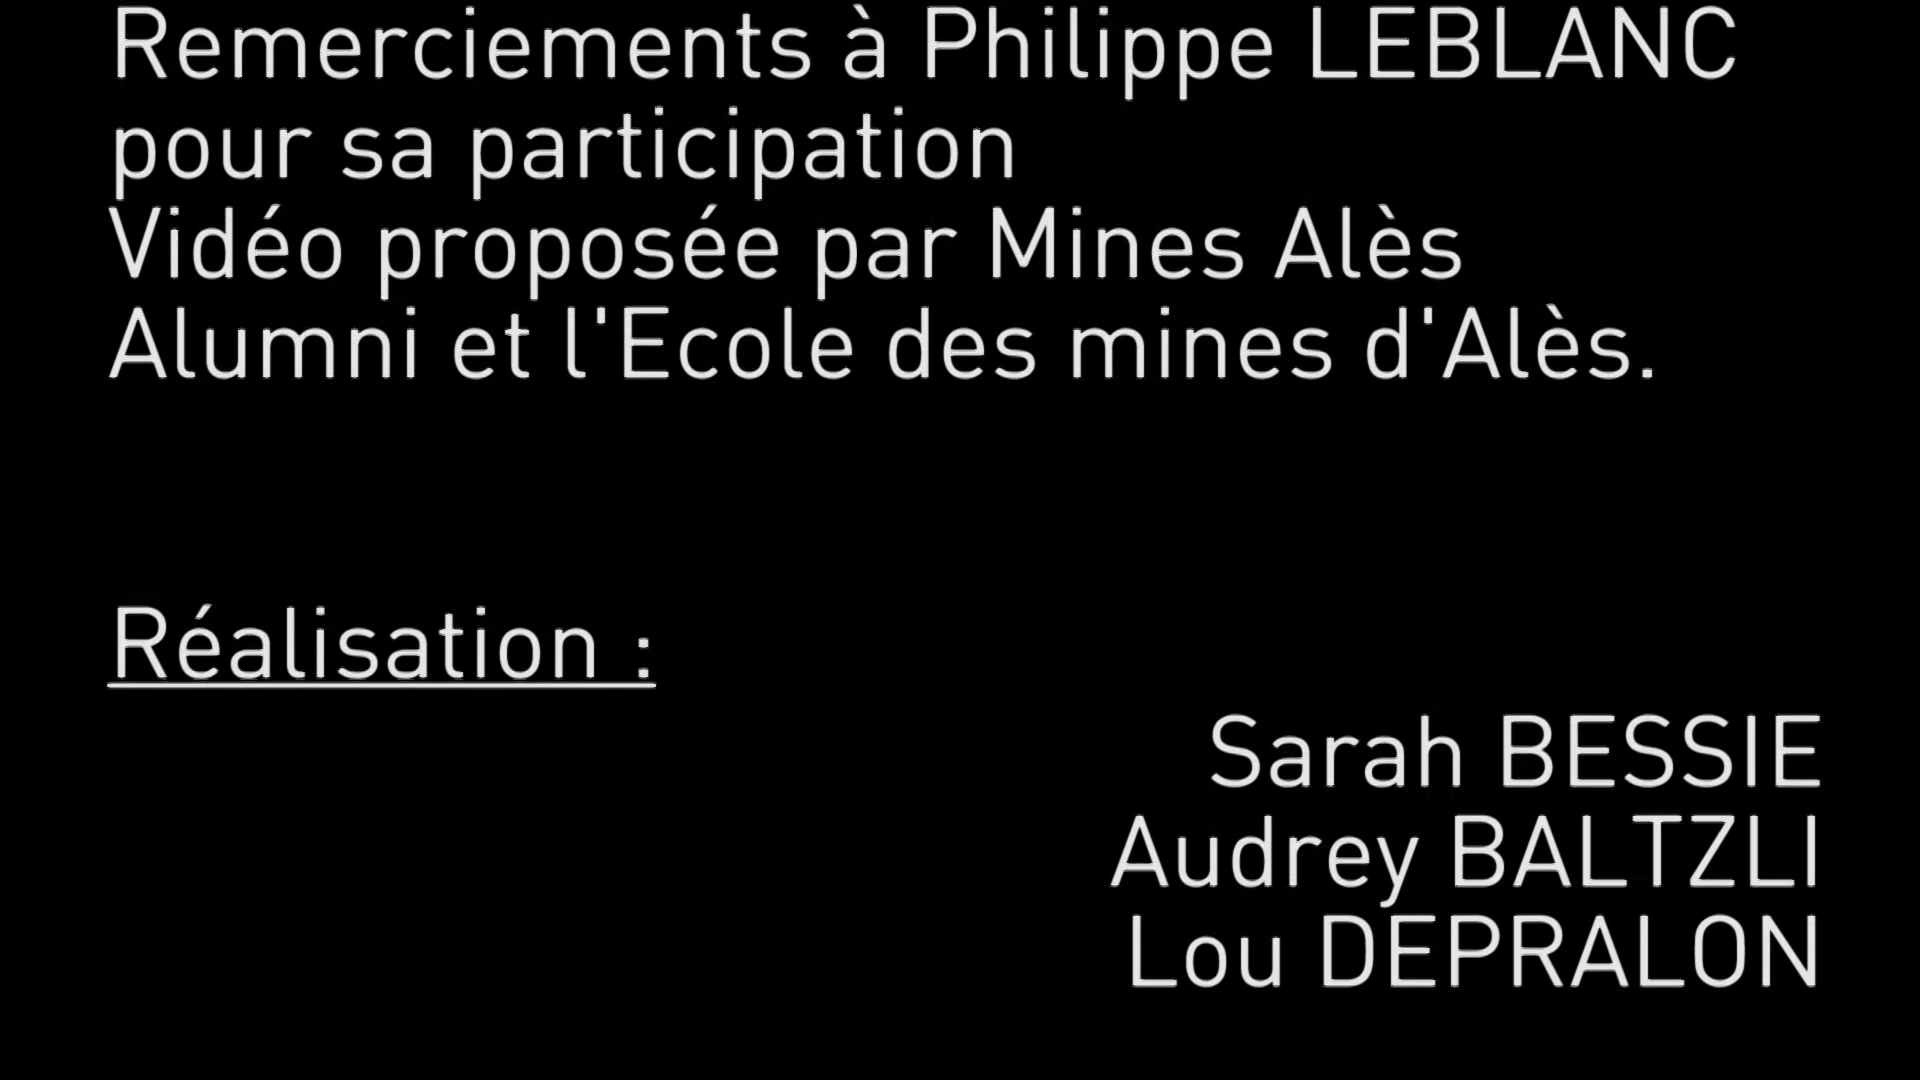 Remerciements à Philippe LEBLANC
pour sa participation
Vidéo proposée par Mines Alès
Alumni et l'Ecole des mines d'Alès.
Réalisation :
Sarah BESSIE
Audrey BALTZLI
Lou DEPRALON